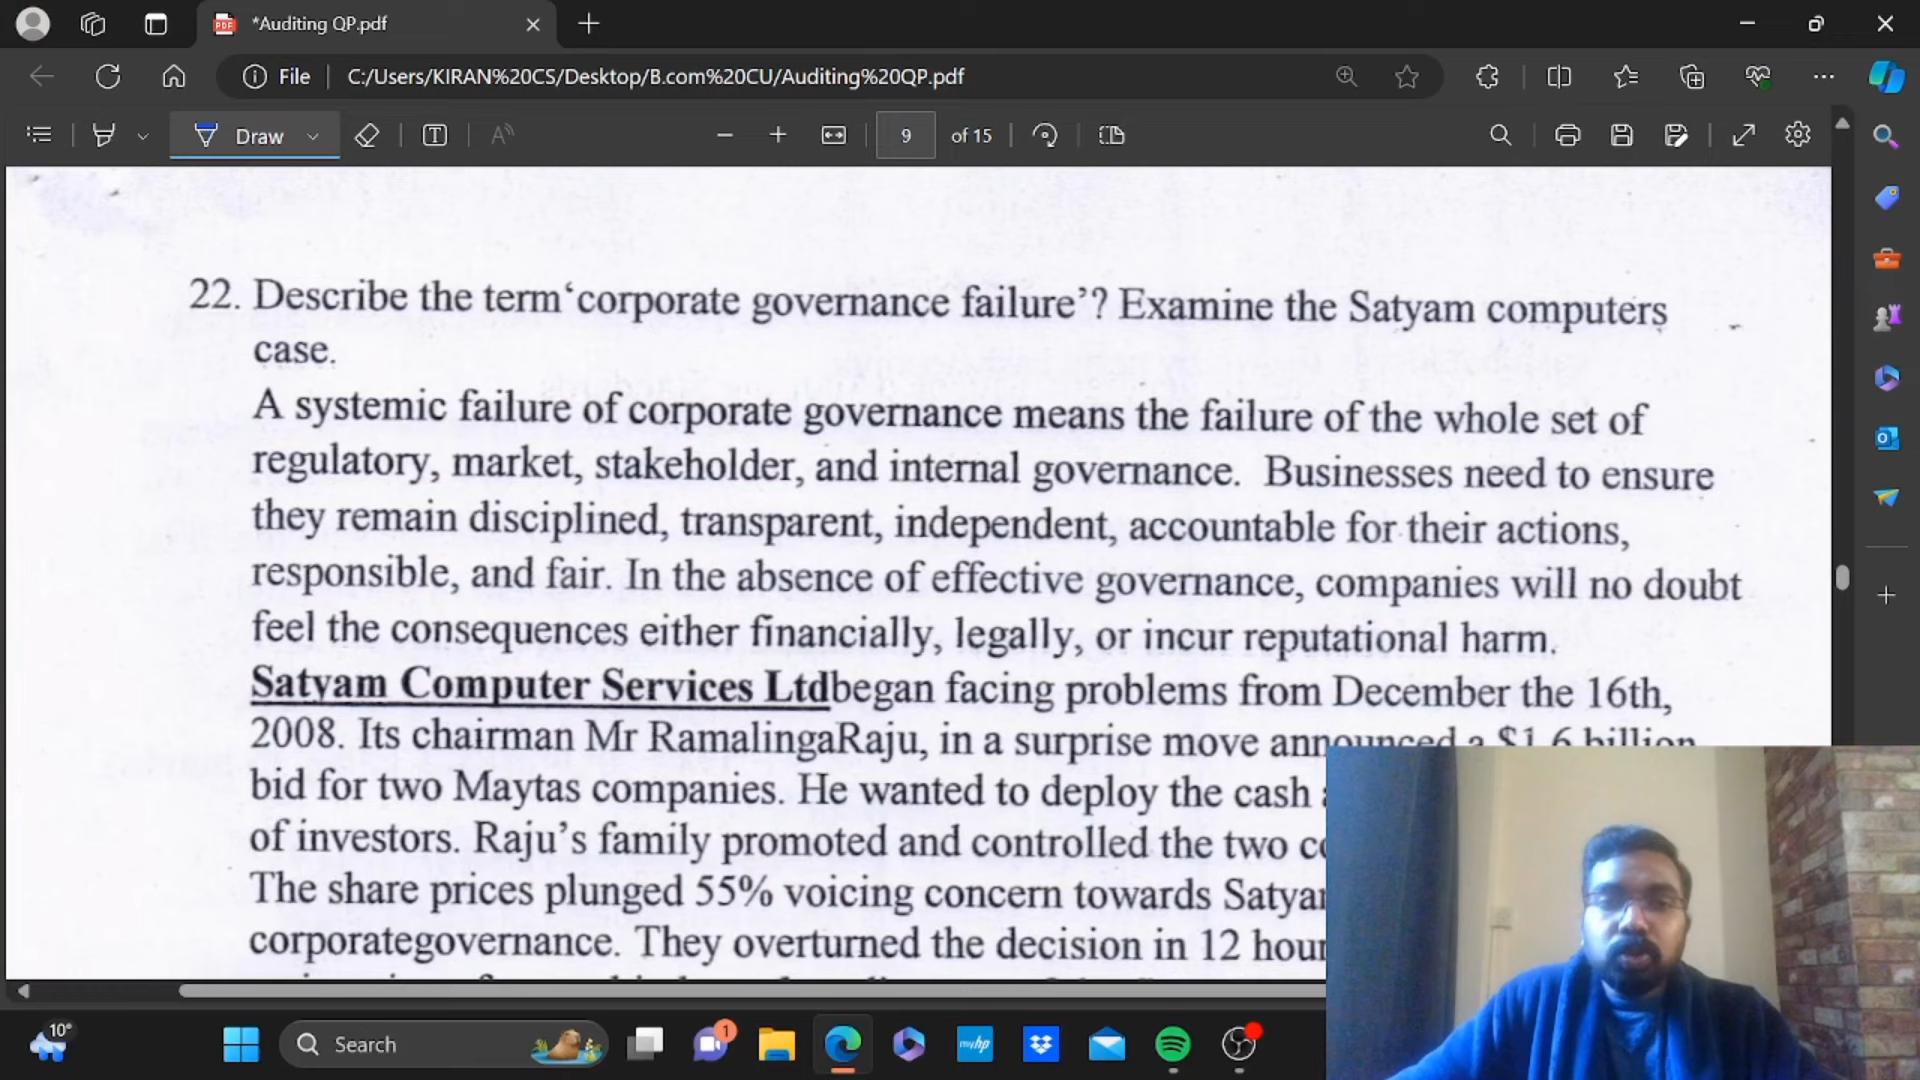 *Auditing QP.pdf
File
C:/Users/KIRAN%20CS/Desktop/B.com%20CU/Auditing%20QP.pdf
Draw
9
of 15
22. Describe the term‘corporate governance failure’? Examine the Satyam computers
case.
A systemic failure of corporate governance means the failure of the whole set of
regulatory, market, stakeholder, and internal governance. Businesses need to ensure
they remain disciplined, transparent, independent, accountable for their actions,
responsible, and fair. In the absence of effective governance, companies will no doubt
feel the consequences either financially, legally, or incur reputational harm.
Satyam Computer Services Ltdbegan facing problems from December the 16th,
2008. Its chairman Mr RamalingaRaju, in a surprise move announced a $1.6 billion
bid for two Maytas companies. He wanted to deploy the cash
of investors. Raju’s family promoted and controlled the two
The share prices plunged 55% voicing concern towards
corporategovernance. They overturned the decision in 12
10°
Search
1
myhp